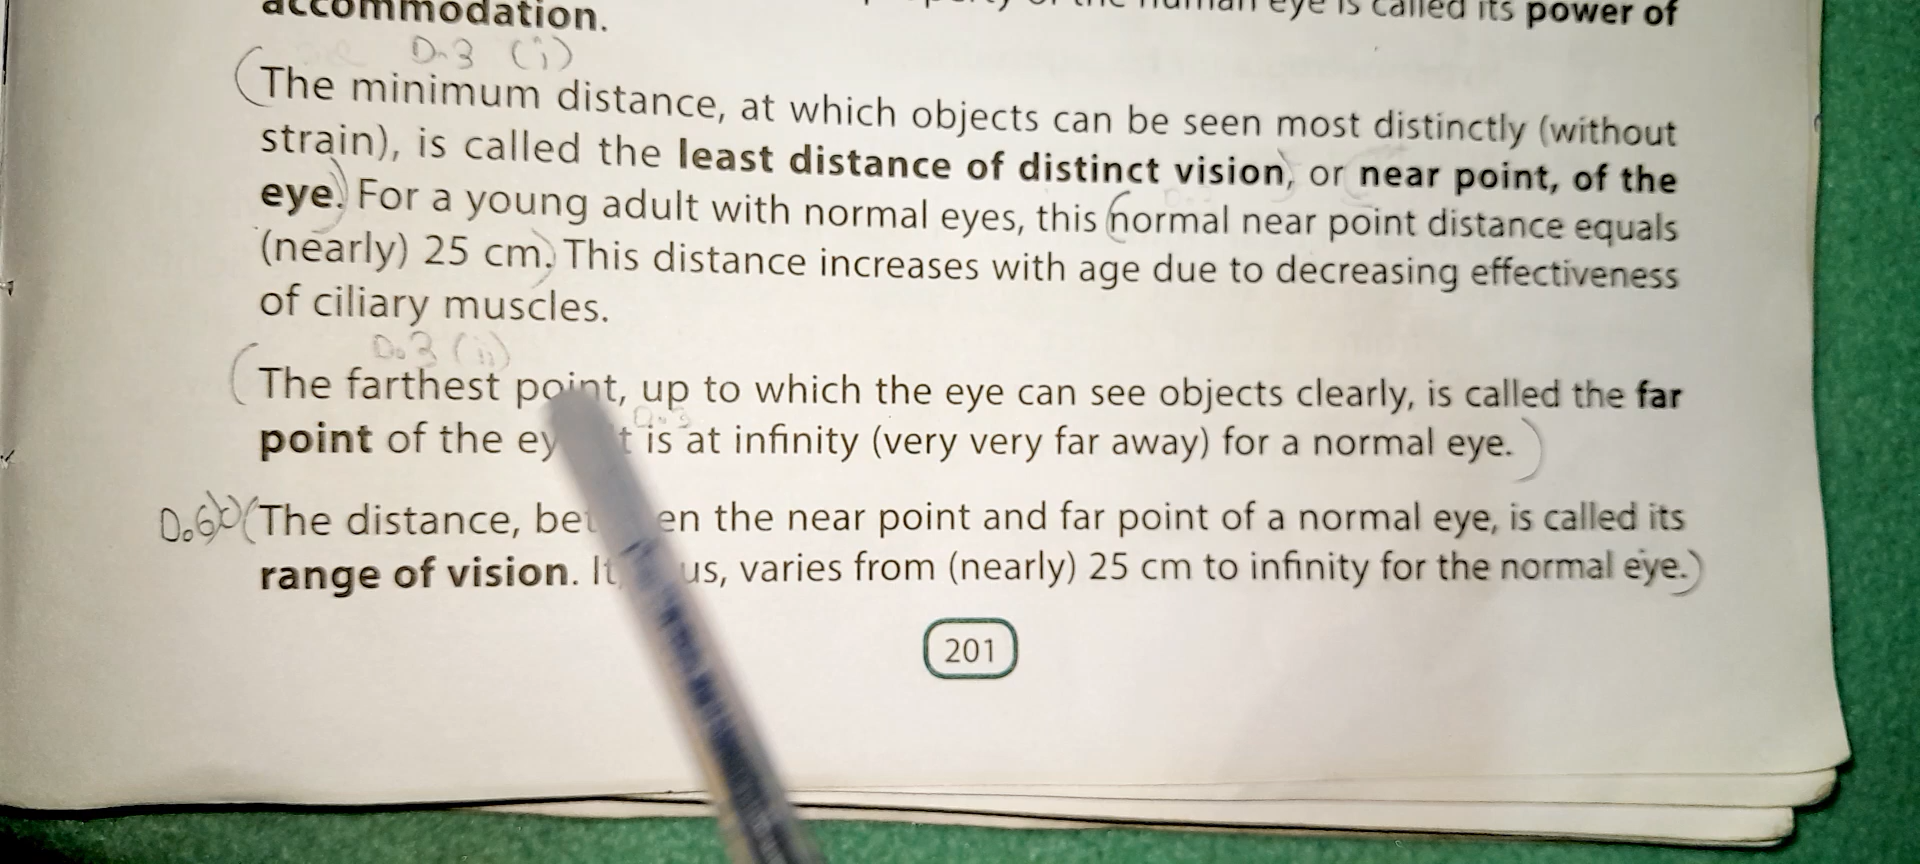 accommodation. eye is called its power of
D.3 (i)
(The minimum distance, at which objects can be seen most distinctly (without
strain), is called the least distance of distinct vision, or near point, of the
eye. For a young adult with normal eyes, this (normal near point distance equals
(nearly) 25 cm.) This distance increases with age due to decreasing effectiveness
of ciliary muscles.
D.3 (ii)
(The farthest point, up to which the eye can see objects clearly, is called the far
point of the is at infinity (very very far away) for a normal eye.)
(The distance, the near point and far point of a normal eye, is called its
range of vision. varies from (nearly) 25 cm to infinity for the normal eye.)
201